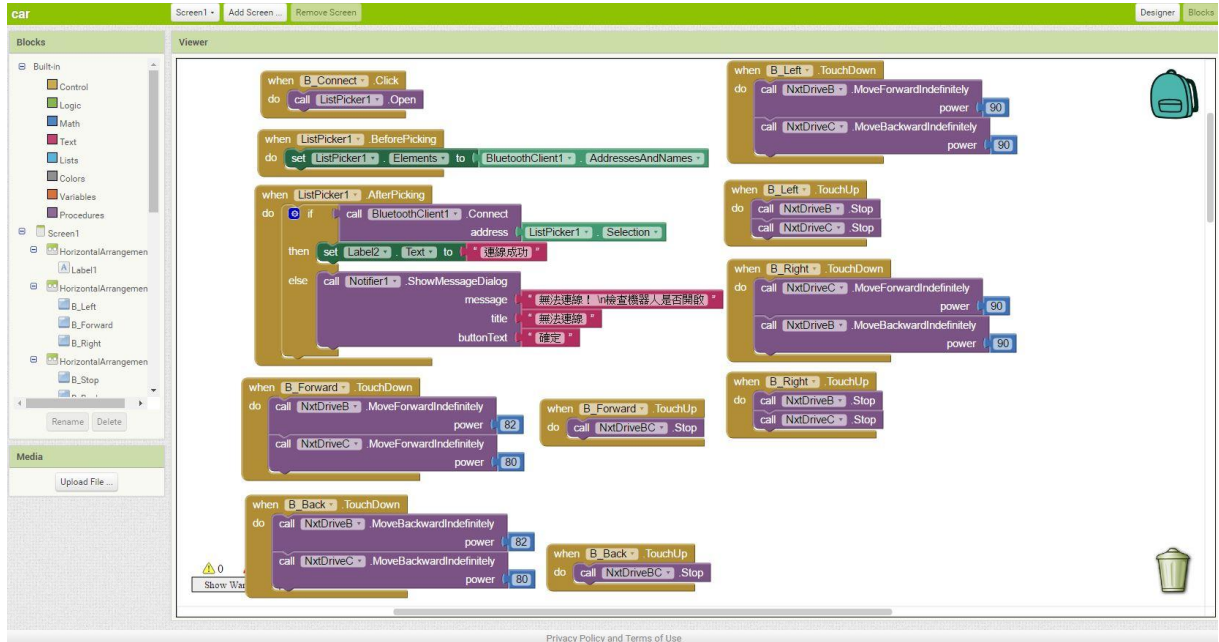 car
Screen1
Add Screen ...
Remove Screen
Designer
Blocks
Blocks
Viewer
Built-in
Control
Logic
Math
Text
Lists
Colors
Variables
Procedures
Screen1
HorizontalArrangemen
Label1
HorizontalArrangemen
B_Left
B_Forward
B_Right
HorizontalArrangemen
B_Stop
Rename
Delete
Media
Upload File ...
when B_Connect .Click
do call ListPicker1 .Open
when ListPicker1 .BeforePicking
do set ListPicker1 . Elements to BluetoothClient1 . AddressesAndNames
when ListPicker1 .AfterPicking
do if call BluetoothClient1 .Connect
address ListPicker1 . Selection
then set Label2 . Text to " 連線成功 "
else call Notifier1 .ShowMessageDialog
message " 無法連線！ \n檢查機器人是否開啟 "
title " 無法連線 "
buttonText " 確定 "
when B_Forward .TouchDown
do call NxtDriveB .MoveForwardIndefinitely
power 82
call NxtDriveC .MoveForwardIndefinitely
power 80
when B_Forward .TouchUp
do call NxtDriveBC .Stop
when B_Back .TouchDown
do call NxtDriveB .MoveBackwardIndefinitely
power 82
call NxtDriveC .MoveBackwardIndefinitely
power 80
when B_Back .TouchUp
do call NxtDriveBC .Stop
when B_Left .TouchDown
do call NxtDriveB .MoveForwardIndefinitely
power 90
call NxtDriveC .MoveBackwardIndefinitely
power 90
when B_Left .TouchUp
do call NxtDriveB .Stop
call NxtDriveC .Stop
when B_Right .TouchDown
do call NxtDriveC .MoveForwardIndefinitely
power 90
call NxtDriveB .MoveBackwardIndefinitely
power 90
when B_Right .TouchUp
do call NxtDriveB .Stop
call NxtDriveC .Stop
0
Show War
Privacy Policy and Terms of Use